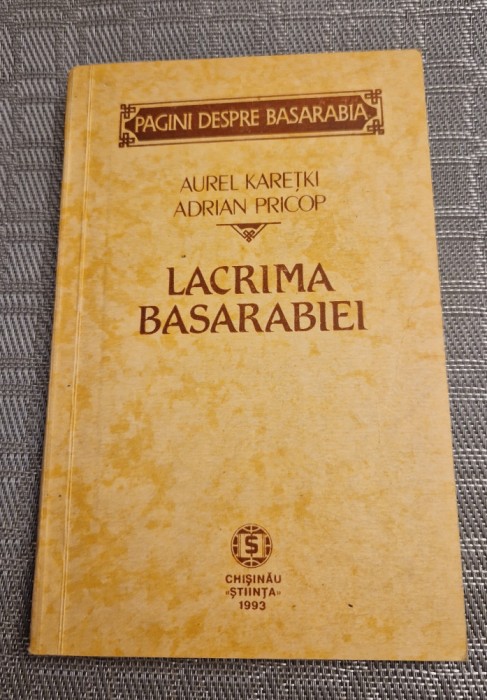 PAGINI DESPRE BASARABIA
AUREL KAREȚKI
ADRIAN PRICOP
LACRIMA
BASARABIEI
Ș
CHIȘINĂU
«ȘTIINȚA»
1993